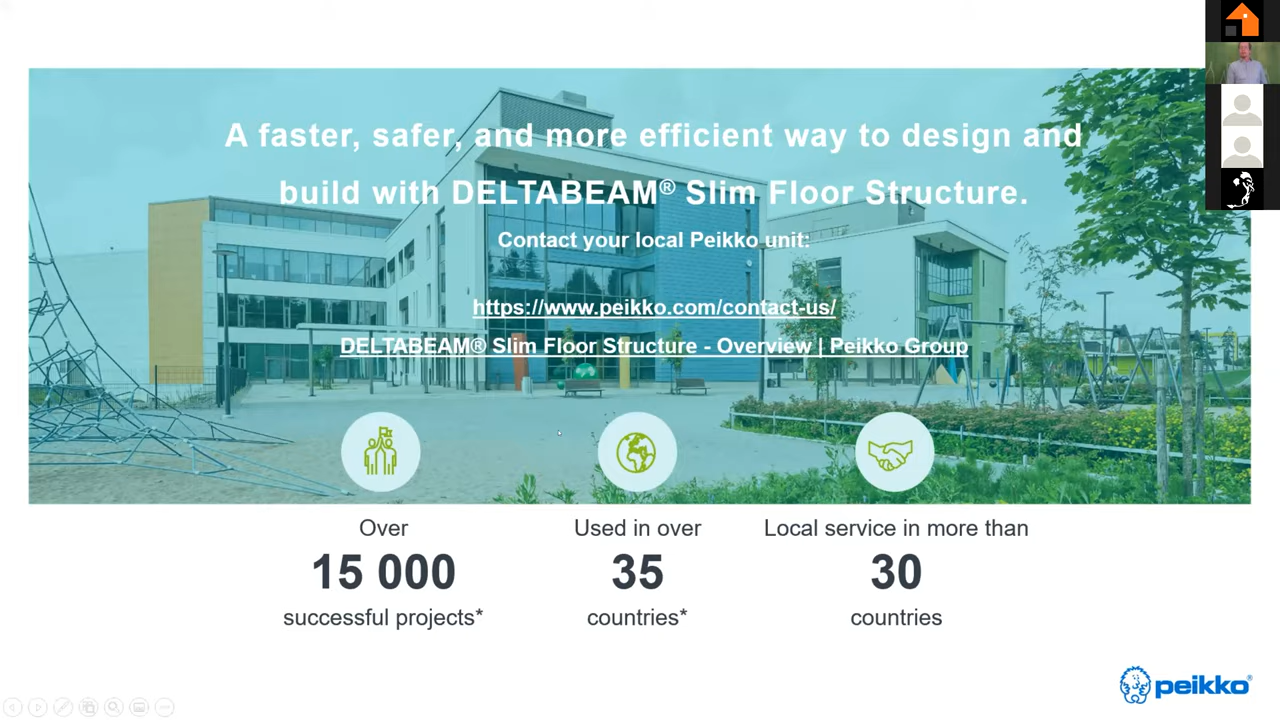 A faster, safer, and more efficient way to design and
build with DELTABEAM® Slim Floor Structure.
Contact your local Peikko unit:
https://www.peikko.com/contact-us/
DELTABEAM® Slim Floor Structure - Overview | Peikko Group
Over
15 000
successful projects*
Used in over
35
countries*
Local service in more than
30
countries
peikko®